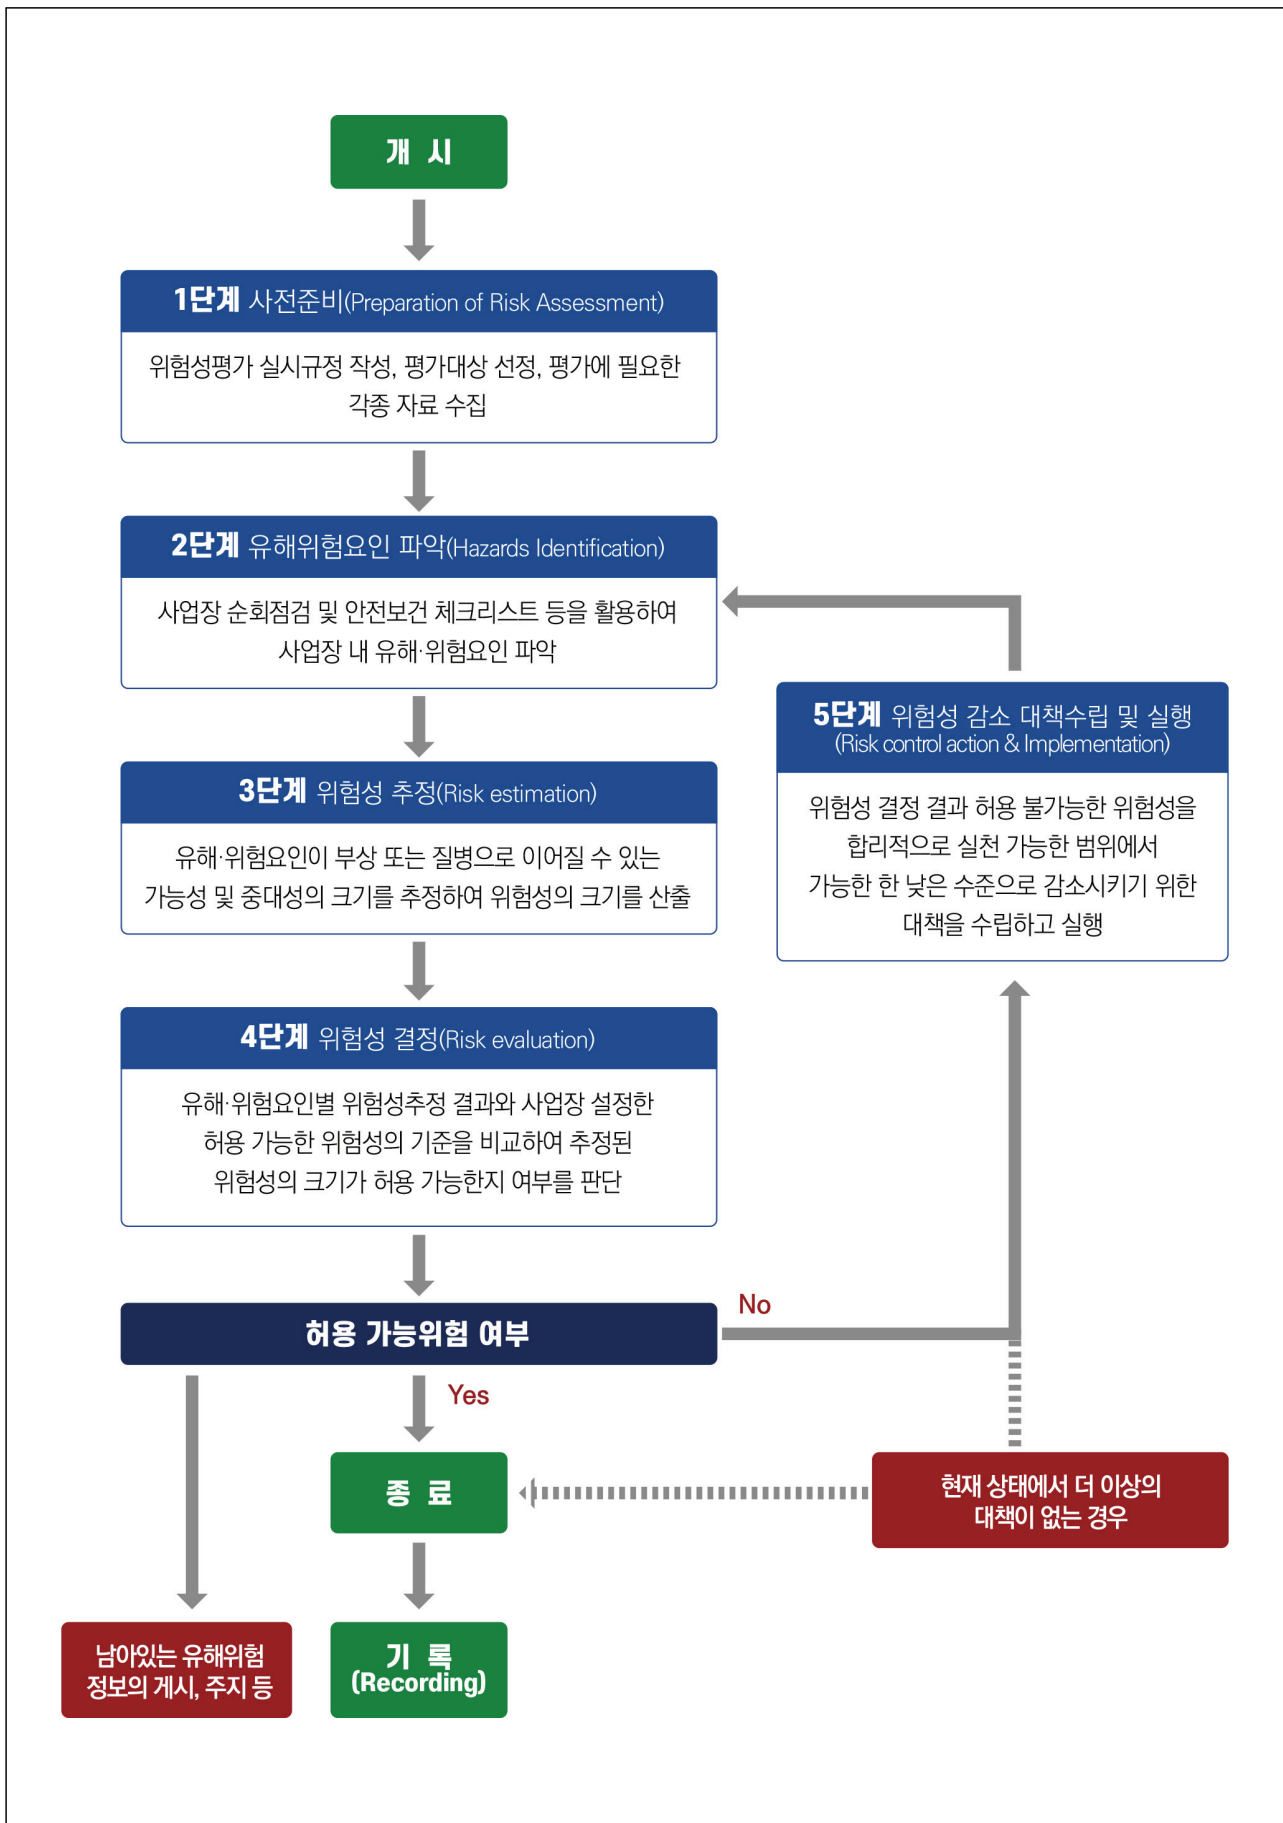 개 시
1단계 사전준비(Preparation of Risk Assessment)
위험성평가 실시규정 작성, 평가대상 선정, 평가에 필요한
각종 자료 수집
2단계 유해위험요인 파악(Hazards Identification)
사업장 순회점검 및 안전보건 체크리스트 등을 활용하여
사업장 내 유해·위험요인 파악
3단계 위험성 추정(Risk estimation)
유해·위험요인이 부상 또는 질병으로 이어질 수 있는
가능성 및 중대성의 크기를 추정하여 위험성의 크기를 산출
4단계 위험성 결정(Risk evaluation)
유해·위험요인별 위험성추정 결과와 사업장 설정한
허용 가능한 위험성의 기준을 비교하여 추정된
위험성의 크기가 허용 가능한지 여부를 판단
5단계 위험성 감소 대책수립 및 실행
(Risk control action & Implementation)
위험성 결정 결과 허용 불가능한 위험성을
합리적으로 실천 가능한 범위에서
가능한 한 낮은 수준으로 감소시키기 위한
대책을 수립하고 실행
허용 가능위험 여부
No
Yes
종 료
현재 상태에서 더 이상의
대책이 없는 경우
남아있는 유해위험
정보의 게시, 주지 등
기 록
(Recording)